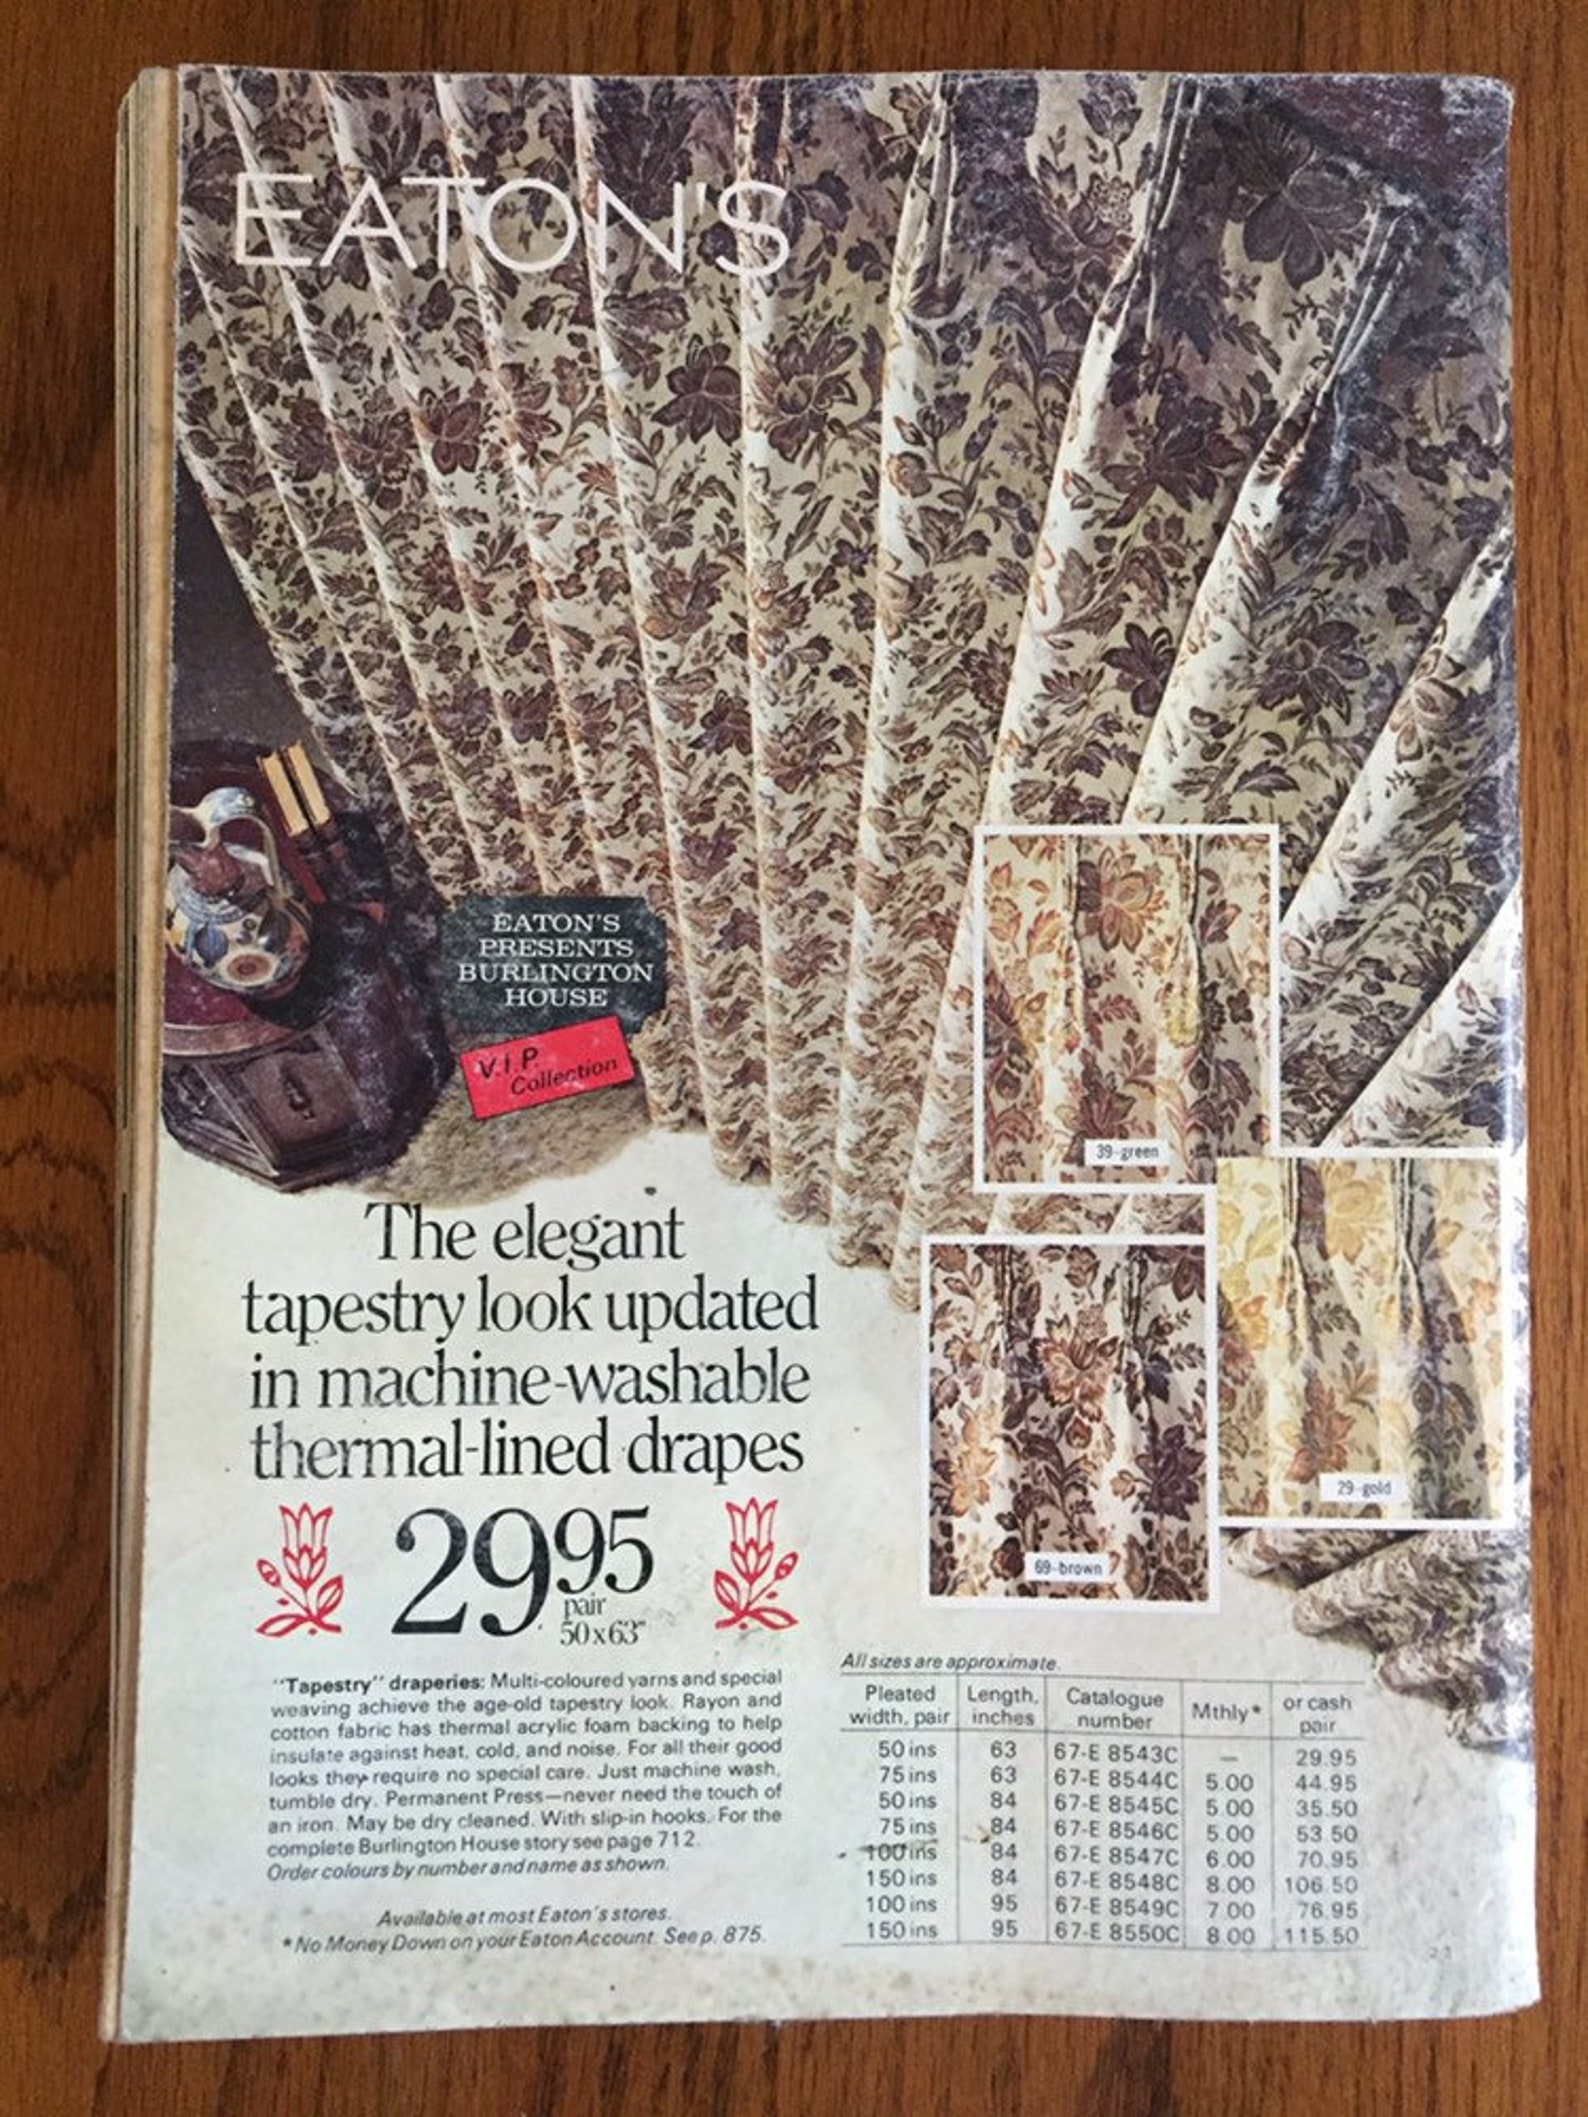 EATON'S
EATON'S
PRESENTS
BURLINGTON
HOUSE
V.I.P.
Collection
39-green
29-gold
69-brown
The elegant
tapestry look updated
in machine-washable
thermal-lined drapes
29.95
pair
50x63"
"Tapestry" draperies: Multi-coloured yarns and special
weaving achieve the age-old tapestry look. Rayon and
cotton fabric has thermal acrylic foam backing to help
insulate against heat, cold, and noise. For all their good
looks they require no special care. Just machine wash,
tumble dry. Permanent Press—never need the touch of
an iron. May be dry cleaned. With slip-in hooks. For the
complete Burlington House story see page 712.
Order colours by number and name as shown.
Available at most Eaton's stores.
*No Money Down on your Eaton Account. See p. 875.
All sizes are approximate.
Pleated width, pair Length, inches Catalogue number Mthly* or cash pair
50 ins 63 67-E 8543C — 29.95
75 ins 63 67-E 8544C 5.00 44.95
50 ins 84 67-E 8545C 5.00 35.50
75 ins 84 67-E 8546C 5.00 53.50
100 ins 84 67-E 8547C 6.00 70.95
150 ins 84 67-E 8548C 8.00 106.50
100 ins 95 67-E 8549C 7.00 76.95
150 ins 95 67-E 8550C 8.00 115.50